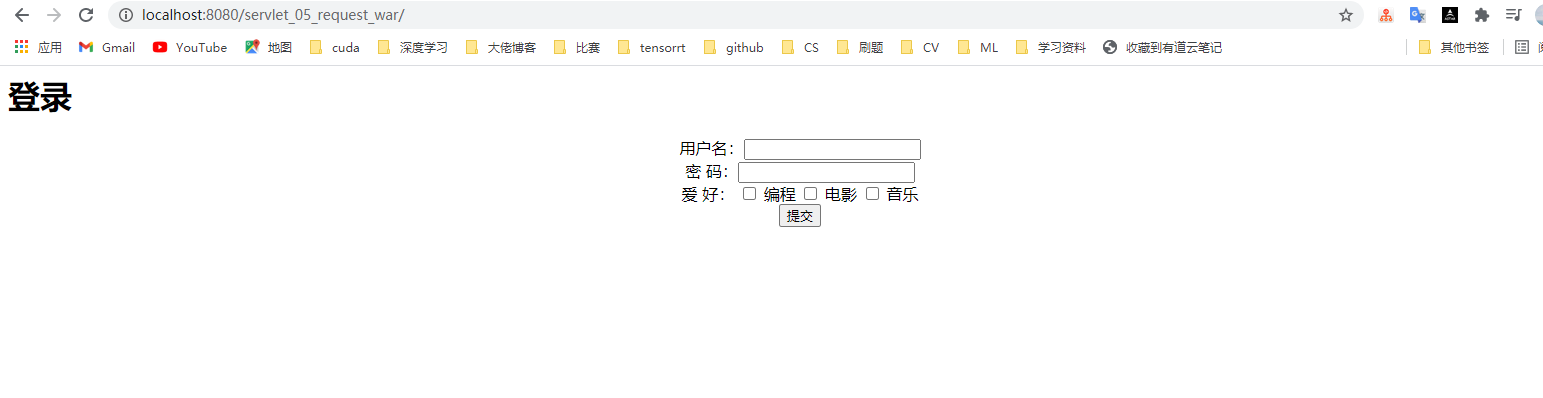 localhost:8080/servlet_05_request_war/
应用 Gmail YouTube 地图 cuda 深度学习 大佬博客 比赛 tensorrt github CS 刷题 CV ML 学习资料 收藏到有道云笔记 其他书签
登录
用户名：
密 码：
爱 好： 编程 电影 音乐
提交